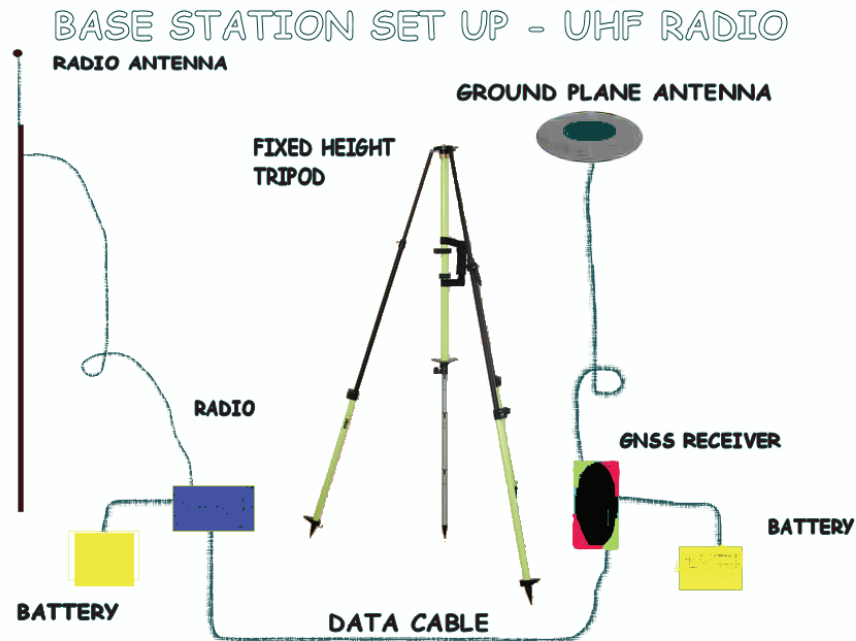 BASE STATION SET UP - UHF RADIO
RADIO ANTENNA
GROUND PLANE ANTENNA
FIXED HEIGHT
TRIPOD
RADIO
GNSS RECEIVER
BATTERY
BATTERY
DATA CABLE